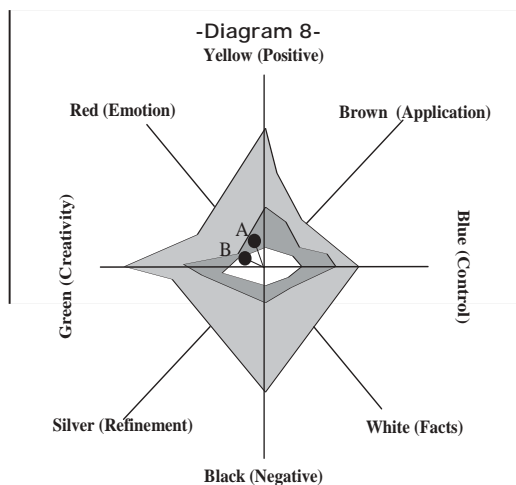 -Diagram 8-
Yellow (Positive)
Red (Emotion)
Brown (Application)
A
B
Green (Creativity)
Blue (Control)
Silver (Refinement)
White (Facts)
Black (Negative)